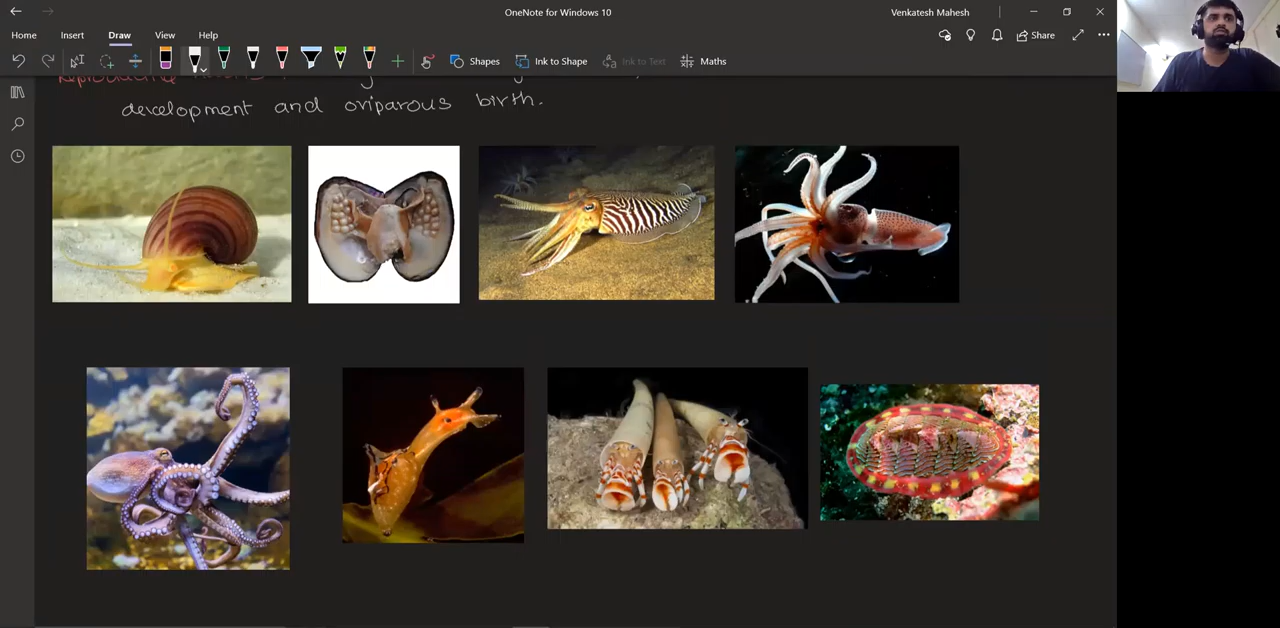 OneNote for Windows 10
Venkatesh Mahesh
Home Insert Draw View Help
Share
Shapes Ink to Shape Ink to Text Maths
development and oviparous birth.